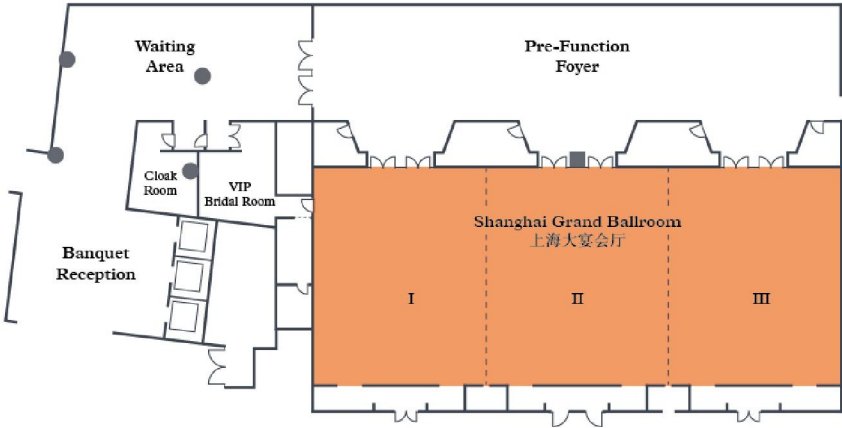 Waiting
Area
Pre-Function
Foyer
Cloak
Room
VIP
Bridal Room
Shanghai Grand Ballroom
上海大宴会厅
Banquet
Reception
I
II
III